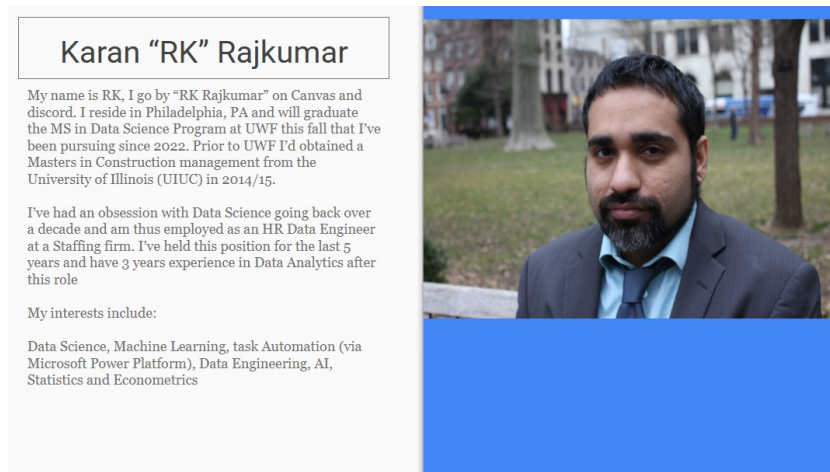 Karan “RK” Rajkumar
My name is RK, I go by “RK Rajkumar” on Canvas and
discord. I reside in Philadelphia, PA and will graduate
the MS in Data Science Program at UWF this fall that I’ve
been pursuing since 2022. Prior to UWF I’d obtained a
Masters in Construction management from the
University of Illinois (UIUC) in 2014/15.
I’ve had an obsession with Data Science going back over
a decade and am thus employed as an HR Data Engineer
at a Staffing firm. I’ve held this position for the last 5
years and have 3 years experience in Data Analytics after
this role
My interests include:
Data Science, Machine Learning, task Automation (via
Microsoft Power Platform), Data Engineering, AI,
Statistics and Econometrics